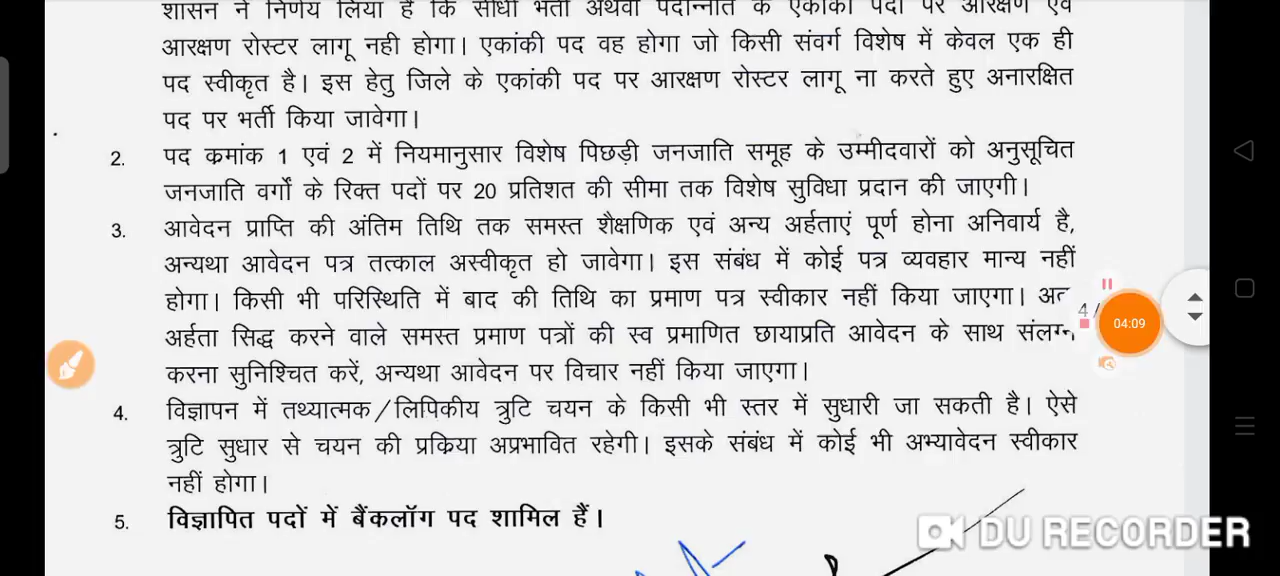 शासन ने निर्णय लिया है कि सीधी भर्ती अथवा पदोन्नति के एकांकी पदों पर आरक्षण एवं
आरक्षण रोस्टर लागू नही होगा। एकांकी पद वह होगा जो किसी संवर्ग विशेष में केवल एक ही
पद स्वीकृत है। इस हेतु जिले के एकांकी पद पर आरक्षण रोस्टर लागू ना करते हुए अनारक्षित
पद पर भर्ती किया जावेगा।
2. पद क्रमांक 1 एवं 2 में नियमानुसार विशेष पिछड़ी जनजाति समूह के उम्मीदवारों को अनुसूचित
जनजाति वर्गों के रिक्त पदों पर 20 प्रतिशत की सीमा तक विशेष सुविधा प्रदान की जाएगी।
3. आवेदन प्राप्ति की अंतिम तिथि तक समस्त शैक्षणिक एवं अन्य अर्हताएं पूर्ण होना अनिवार्य है,
अन्यथा आवेदन पत्र तत्काल अस्वीकृत हो जावेगा। इस संबंध में कोई पत्र व्यवहार मान्य नहीं
होगा। किसी भी परिस्थिति में बाद की तिथि का प्रमाण पत्र स्वीकार नहीं किया जाएगा।
4 /
04:09
अर्हता सिद्ध करने वाले समस्त प्रमाण पत्रों की स्व प्रमाणित छायाप्रति आवेदन के साथ संलग्न
करना सुनिश्चित करें, अन्यथा आवेदन पर विचार नहीं किया जाएगा।
4. विज्ञापन में तथ्यात्मक/लिपिकीय त्रुटि चयन के किसी भी स्तर में सुधारी जा सकती है। ऐसे
त्रुटि सुधार से चयन की प्रक्रिया अप्रभावित रहेगी। इसके संबंध में कोई भी अभ्यावेदन स्वीकार
नहीं होगा।
5. विज्ञापित पदों में बैंकलॉग पद शामिल हैं।
DU RECORDER